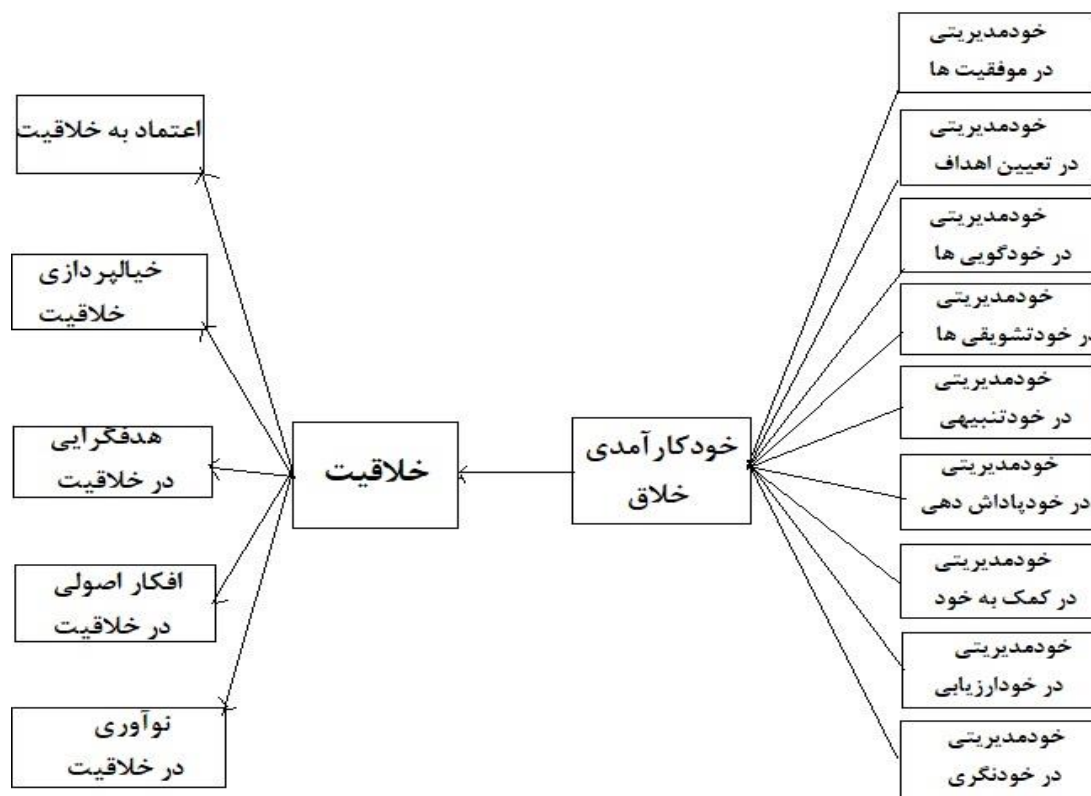 خودمدیریتی
در موفقیت ها
خودمدیریتی
در تعیین اهداف
خودمدیریتی
در خودگویی ها
خودمدیریتی
در خودتشویقی ها
خودمدیریتی
در خودتنبیهی
خودمدیریتی
در خودپاداش دهی
خودمدیریتی
در کمک به خود
خودمدیریتی
در خودارزیابی
خودمدیریتی
در خودنگری
خودکارآمدی
خلاق
خلاقیت
اعتماد به خلاقیت
خیالپردازی
خلاقیت
هدفگرایی
در خلاقیت
افکار اصولی
در خلاقیت
نوآوری
در خلاقیت